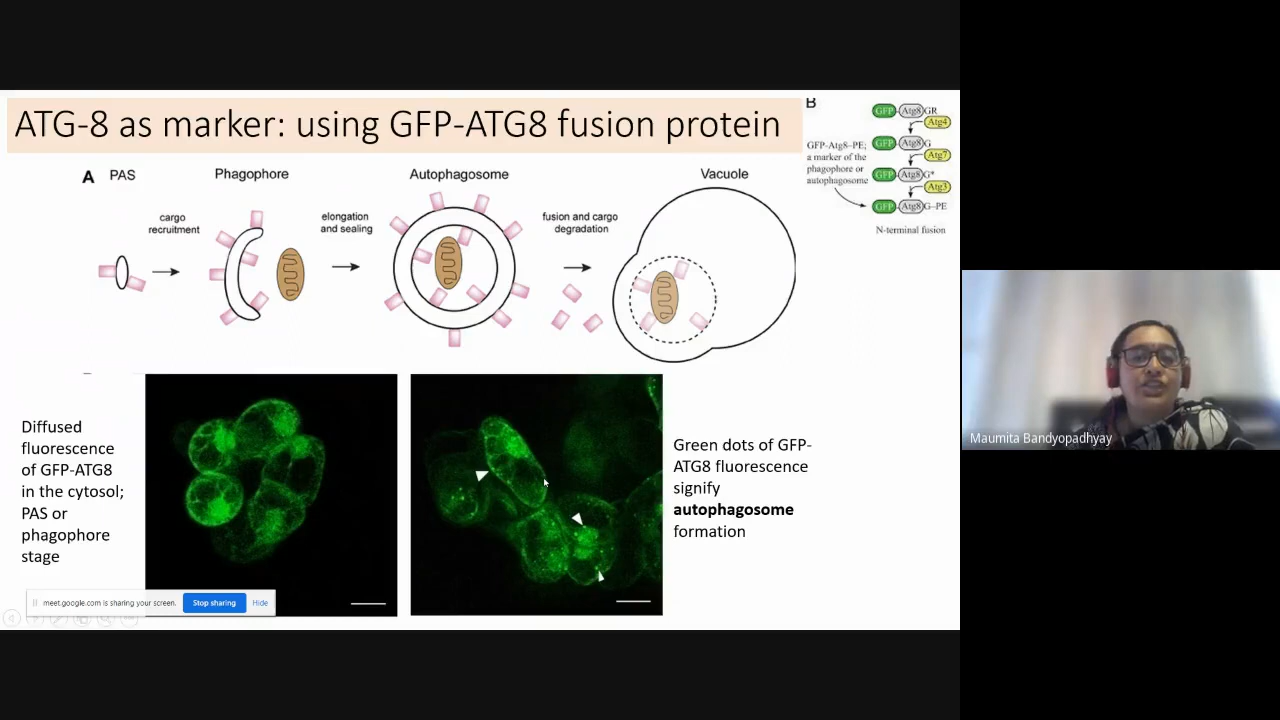 ATG-8 as marker: using GFP-ATG8 fusion protein
A
PAS
Phagophore
Autophagosome
Vacuole
cargo
recruitment
elongation
and sealing
fusion and cargo
degradation
B
GFP Atg8 GR
Atg4
GFP Atg8 G
Atg7
GFP Atg8 G*
Atg3
GFP Atg8 G–PE
GFP-Atg8–PE;
a marker of the
phagophore or
autophagosome
N-terminal fusion
Diffused
fluorescence
of GFP-ATG8
in the cytosol;
PAS or
phagophore
stage
Green dots of GFP-
ATG8 fluorescence
signify
autophagosome
formation
meet.google.com is sharing your screen.
Stop sharing
Hide
Maumita Bandyopadhyay